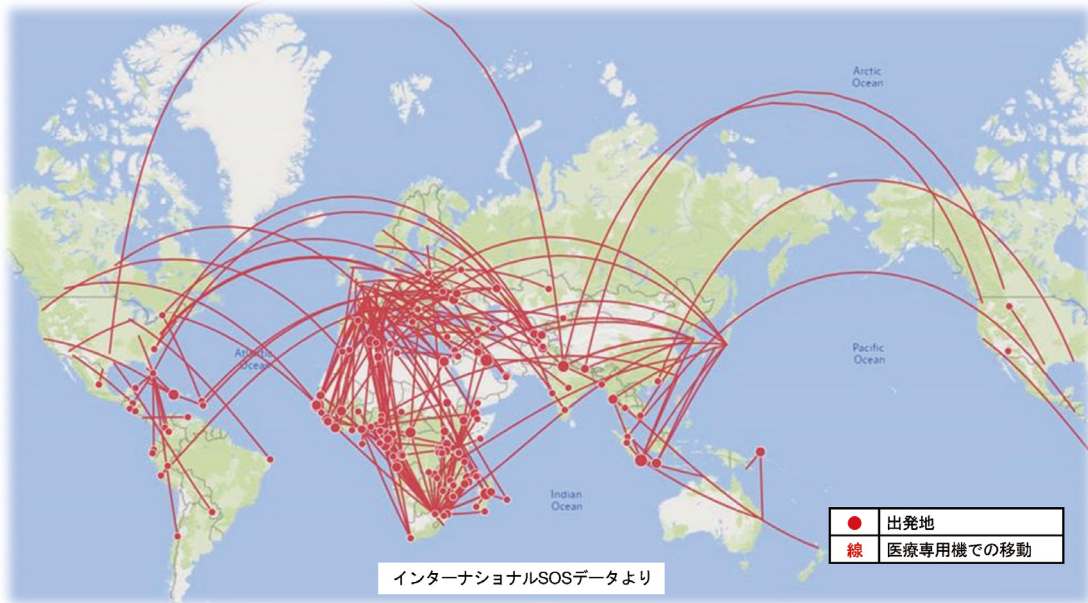 Arctic
Ocean
Atlantic
Ocean
Pacific
Ocean
Indian
Ocean
● 出発地
線 医療専用機での移動
インターナショナルSOSデータより